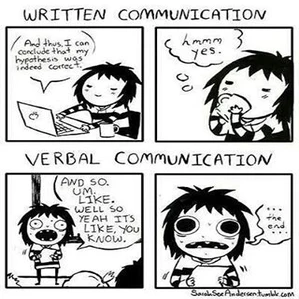 WRITTEN COMMUNICATION
And thus, I can
conclude that my
hypothesis was
indeed correct.
hmmm
yes.
VERBAL COMMUNICATION
AND SO.
UM.
LIKE.
WELL SO
YEAH ITS
LIKE, YOU
KNOW.
...
the
end
...
SarahSeeAndersen.tumblr.com